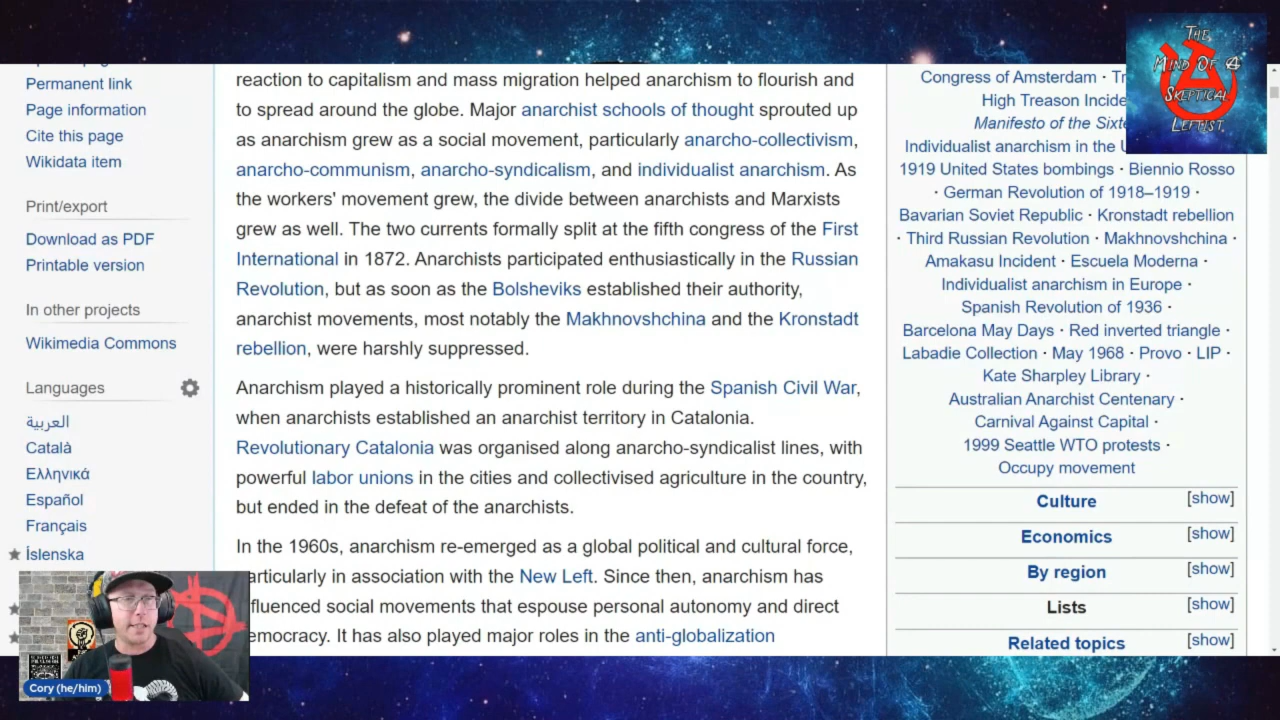 Permanent link
Page information
Cite this page
Wikidata item
Print/export
Download as PDF
Printable version
In other projects
Wikimedia Commons
Languages
العربية
Català
Ελληνικά
Español
Français
Íslenska
Cory (he/him)
reaction to capitalism and mass migration helped anarchism to flourish and
to spread around the globe. Major anarchist schools of thought sprouted up
as anarchism grew as a social movement, particularly anarcho-collectivism,
anarcho-communism, anarcho-syndicalism, and individualist anarchism. As
the workers' movement grew, the divide between anarchists and Marxists
grew as well. The two currents formally split at the fifth congress of the First
International in 1872. Anarchists participated enthusiastically in the Russian
Revolution, but as soon as the Bolsheviks established their authority,
anarchist movements, most notably the Makhnovshchina and the Kronstadt
rebellion, were harshly suppressed.
Anarchism played a historically prominent role during the Spanish Civil War,
when anarchists established an anarchist territory in Catalonia.
Revolutionary Catalonia was organised along anarcho-syndicalist lines, with
powerful labor unions in the cities and collectivised agriculture in the country,
but ended in the defeat of the anarchists.
In the 1960s, anarchism re-emerged as a global political and cultural force,
articularly in association with the New Left. Since then, anarchism has
fluenced social movements that espouse personal autonomy and direct
emocracy. It has also played major roles in the anti-globalization
The
Mind Of A
Skeptical
Leftist
Congress of Amsterdam ·
High Treason Incide
Manifesto of the Sixte
Individualist anarchism in the
1919 United States bombings · Biennio Rosso
· German Revolution of 1918–1919 ·
Bavarian Soviet Republic · Kronstadt rebellion
· Third Russian Revolution · Makhnovshchina ·
Amakasu Incident · Escuela Moderna ·
Individualist anarchism in Europe ·
Spanish Revolution of 1936 ·
Barcelona May Days · Red inverted triangle ·
Labadie Collection · May 1968 · Provo · LIP ·
Kate Sharpley Library ·
Australian Anarchist Centenary ·
Carnival Against Capital ·
1999 Seattle WTO protests ·
Occupy movement
Culture [show]
Economics [show]
By region [show]
Lists [show]
Related topics [show]